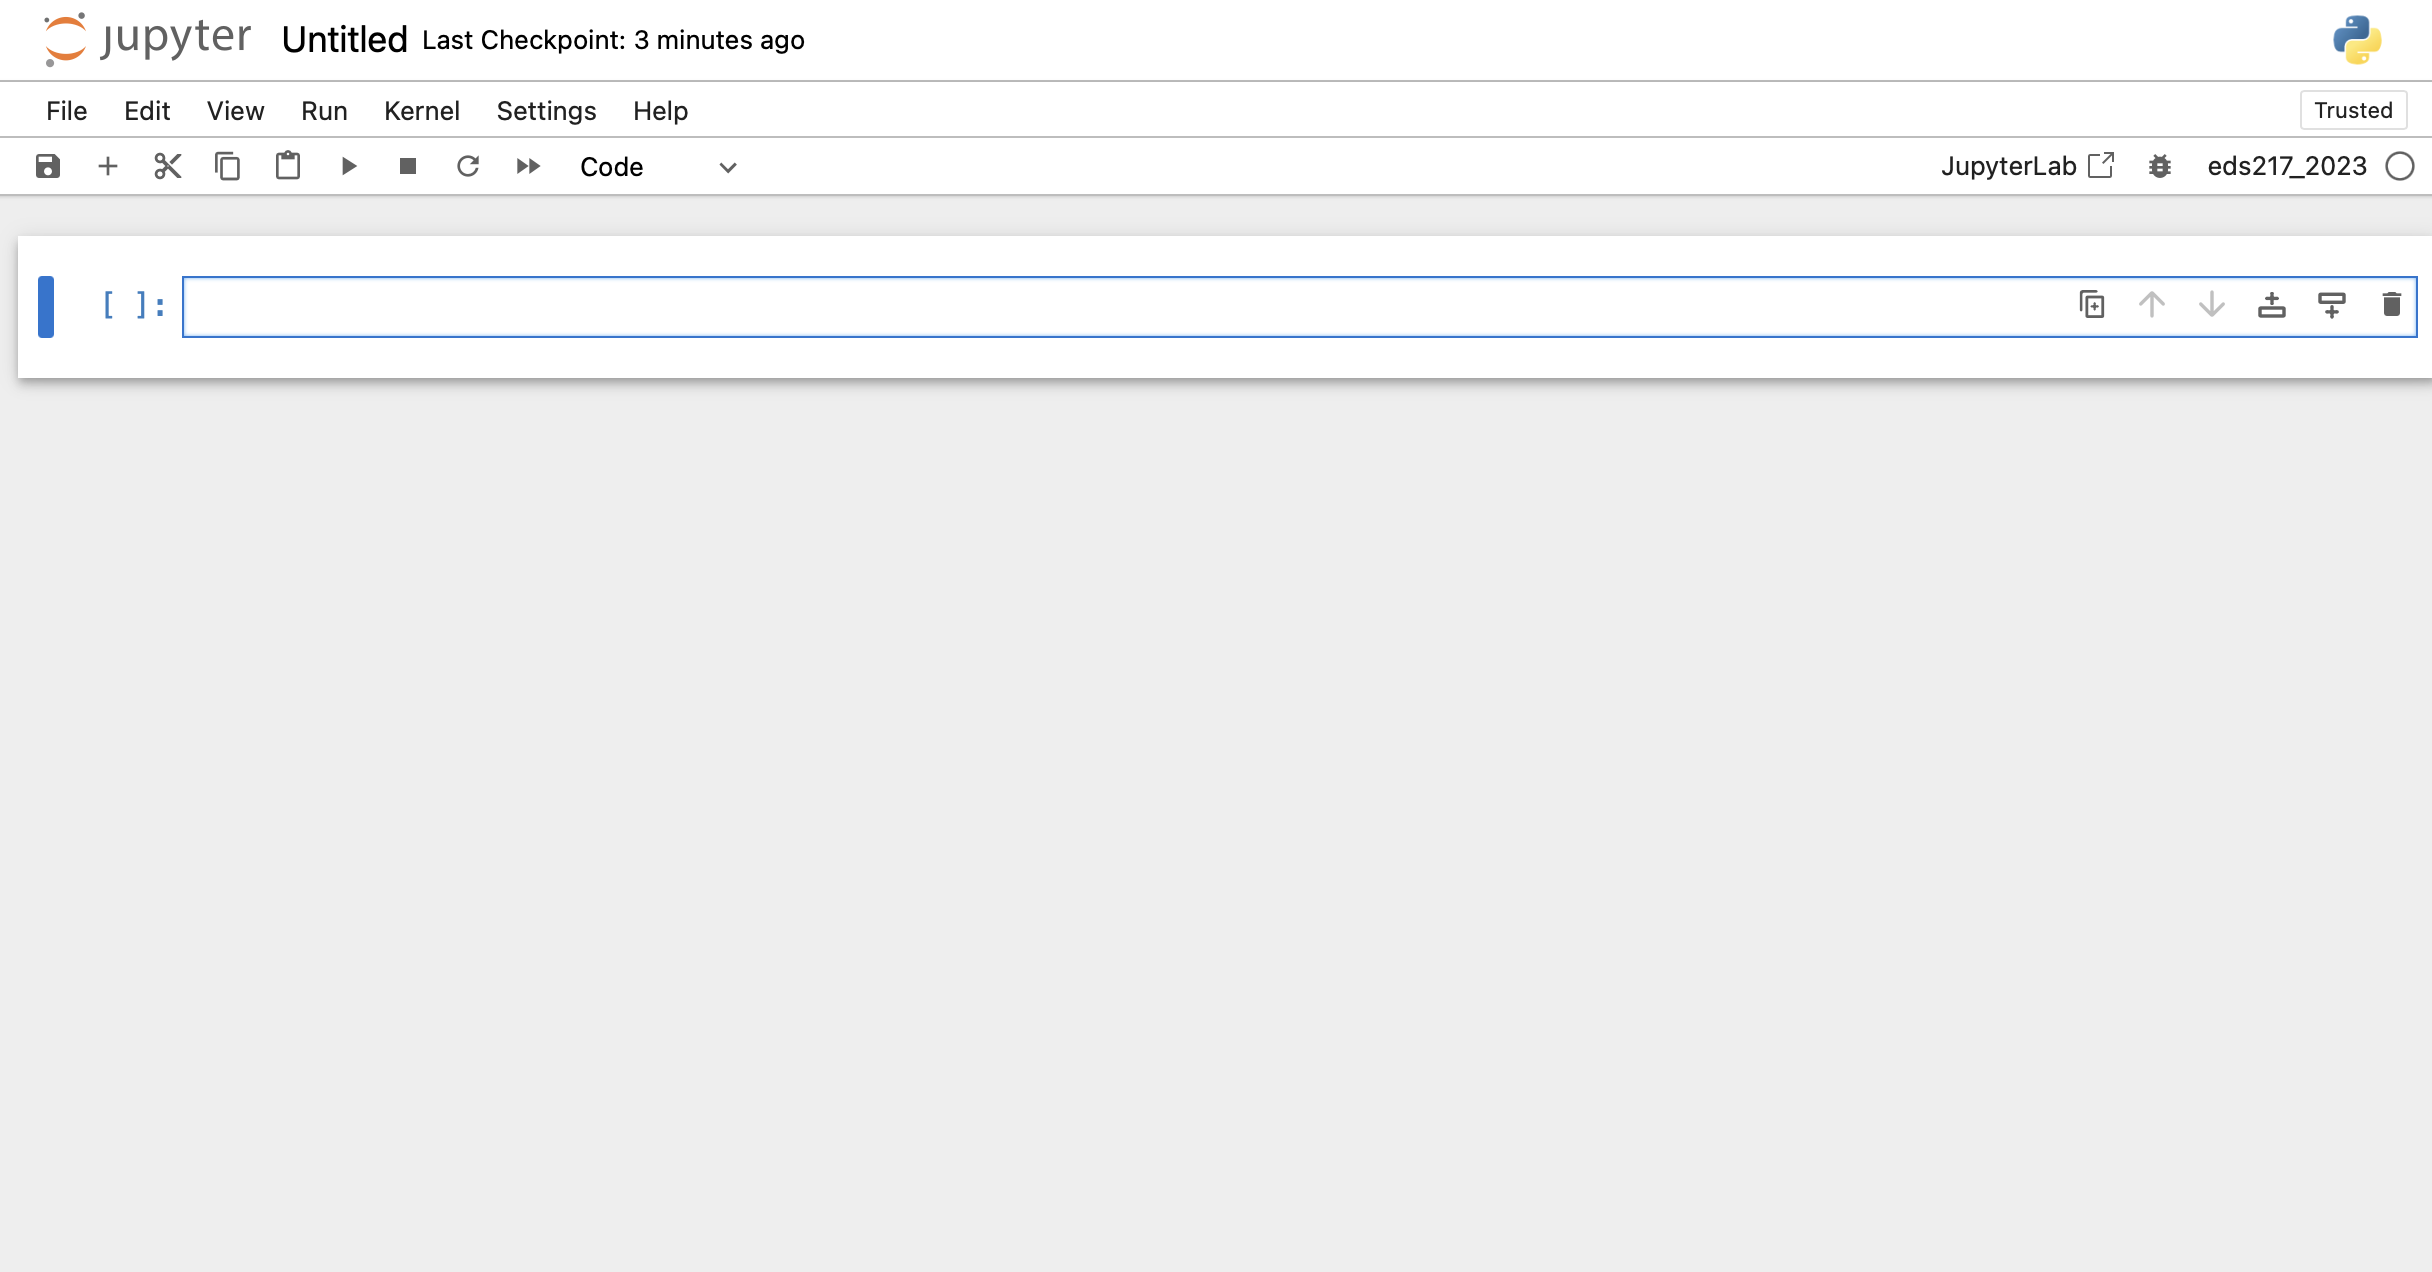 jupyter Untitled Last Checkpoint: 3 minutes ago
File Edit View Run Kernel Settings Help Trusted
Code JupyterLab eds217_2023
[ ]: